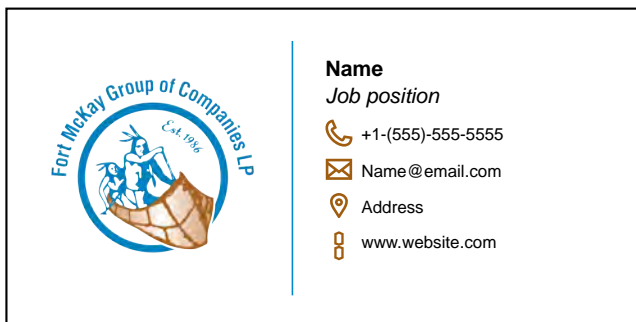 Fort McKay Group of Companies LP
Est. 1986
Name
Job position
+1-(555)-555-5555
Name@email.com
Address
www.website.com